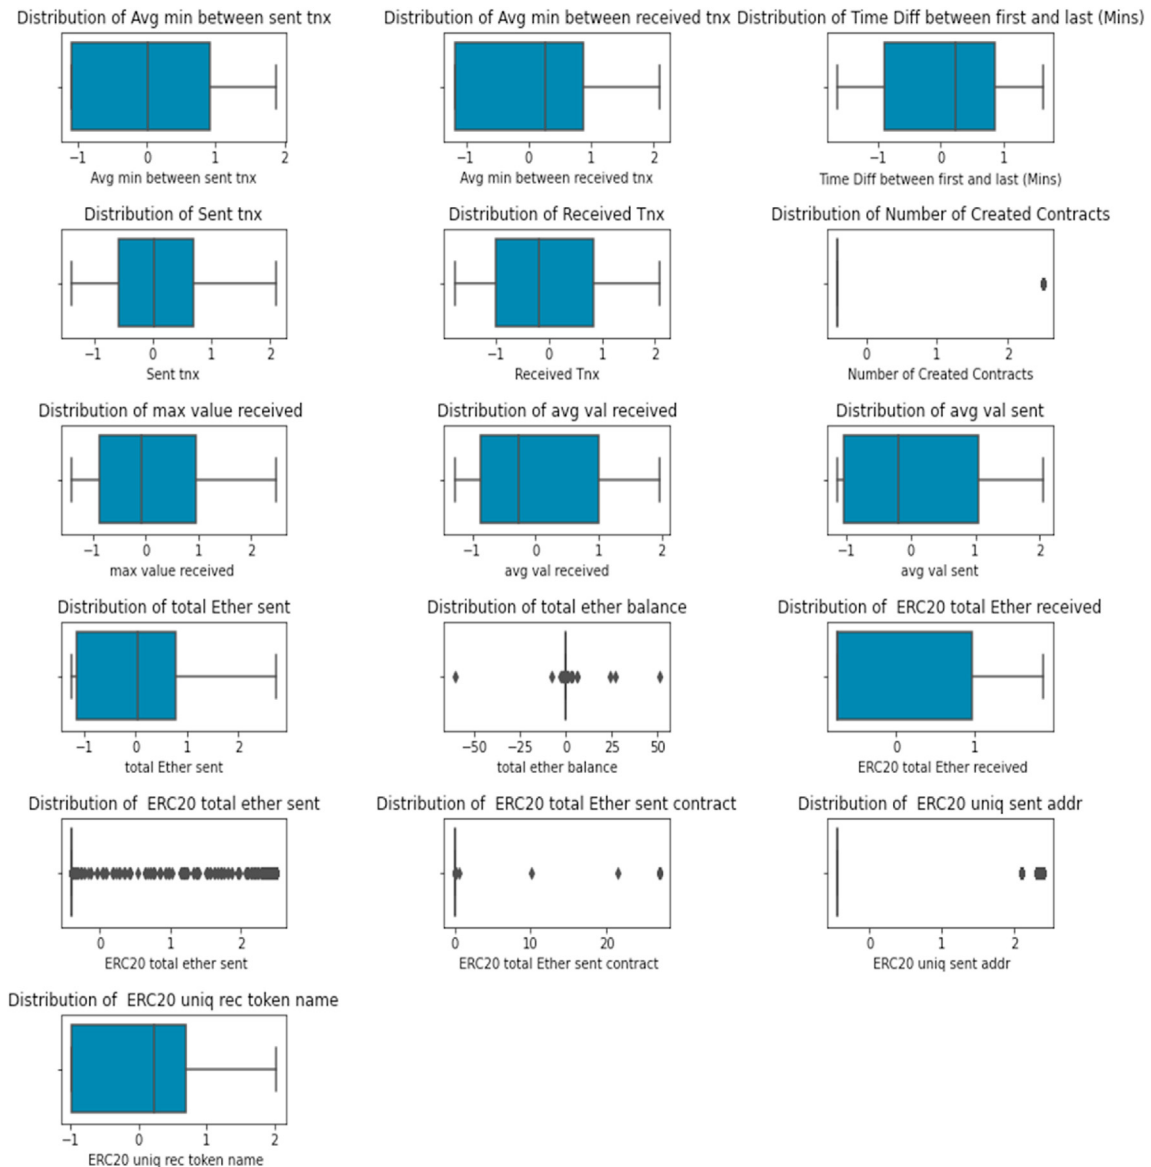 Distribution of Avg min between sent tnx
Distribution of Avg min between received tnx
Distribution of Time Diff between first and last (Mins)
−1 0 1 2
−1 0 1 2
−1 0 1
Avg min between sent tnx
Avg min between received tnx
Time Diff between first and last (Mins)
Distribution of Sent tnx
Distribution of Received Tnx
Distribution of Number of Created Contracts
−1 0 1 2
−1 0 1 2
0 1 2
Sent tnx
Received Tnx
Number of Created Contracts
Distribution of max value received
Distribution of avg val received
Distribution of avg val sent
−1 0 1 2
−1 0 1 2
−1 0 1 2
max value received
avg val received
avg val sent
Distribution of total Ether sent
Distribution of total ether balance
Distribution of  ERC20 total Ether received
−1 0 1 2
−50 −25 0 25 50
0 1
total Ether sent
total ether balance
ERC20 total Ether received
Distribution of  ERC20 total ether sent
Distribution of  ERC20 total Ether sent contract
Distribution of  ERC20 uniq sent addr
0 1 2
0 10 20
0 1 2
ERC20 total ether sent
ERC20 total Ether sent contract
ERC20 uniq sent addr
Distribution of  ERC20 uniq rec token name
−1 0 1 2
ERC20 uniq rec token name